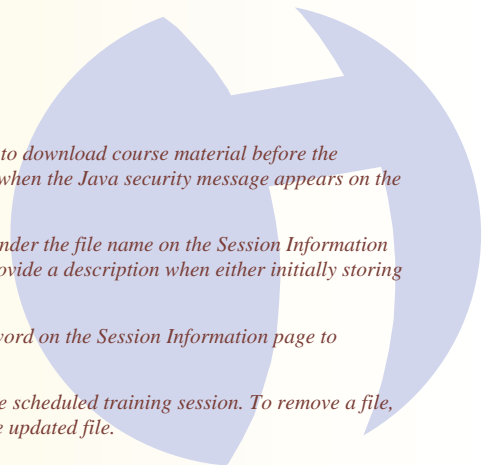 to download course material before the
when the Java security message appears on the
nder the file name on the Session Information
ovide a description when either initially storing
word on the Session Information page to
e scheduled training session. To remove a file,
e updated file.